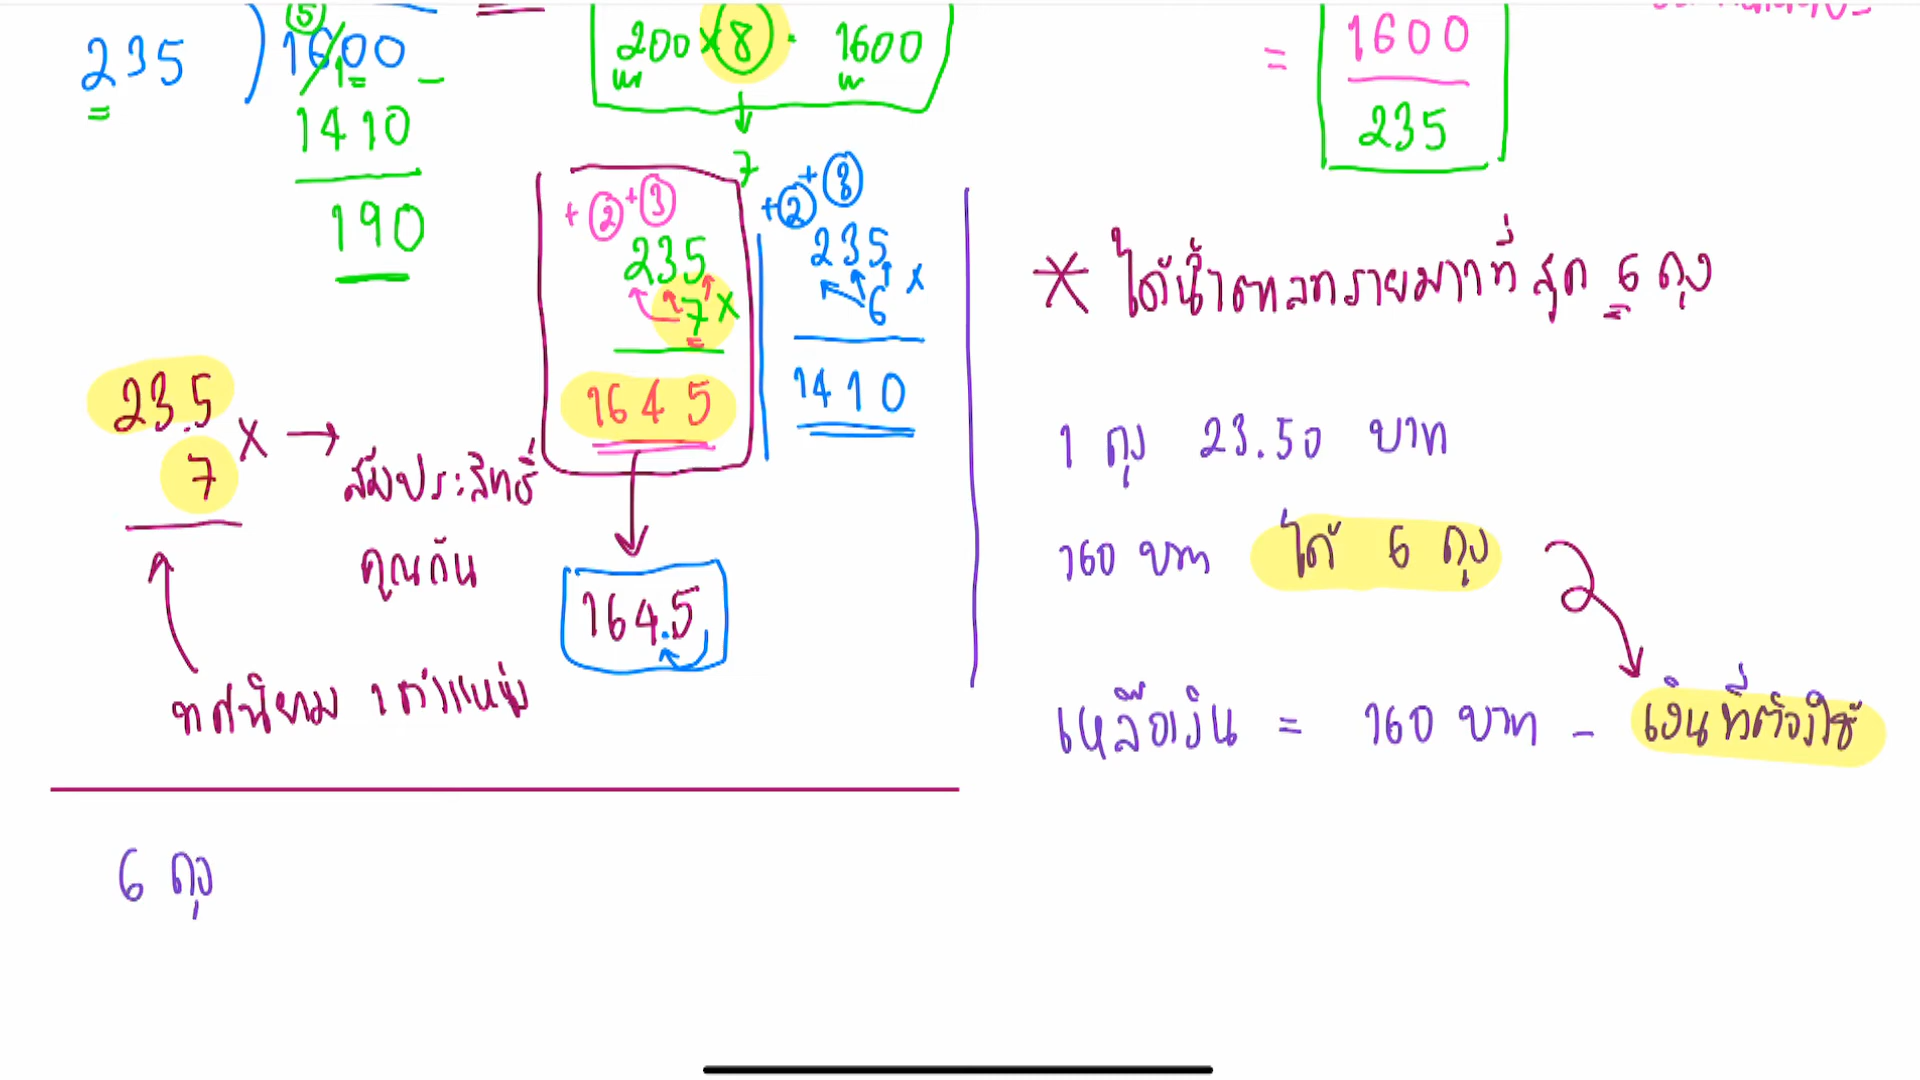 5
235 ) 1600 -
1410
190
200 × 8 . 1600
7
+2 +3
235
7 ×
1645
164.5
+2 +8
235
6 ×
1410
23.5
7 × → สัมประสิทธิ์
คูณกัน
ทศนิยม 1 ตำแหน่ง
6 ถุง
= 1600
235
* ได้น้ำตาลทรายมากที่สุด 6 ถุง
1 ถุง 23.50 บาท
160 บาท ได้ 6 ถุง
เหลือเงิน = 160 บาท - เงินที่ต้องใช้